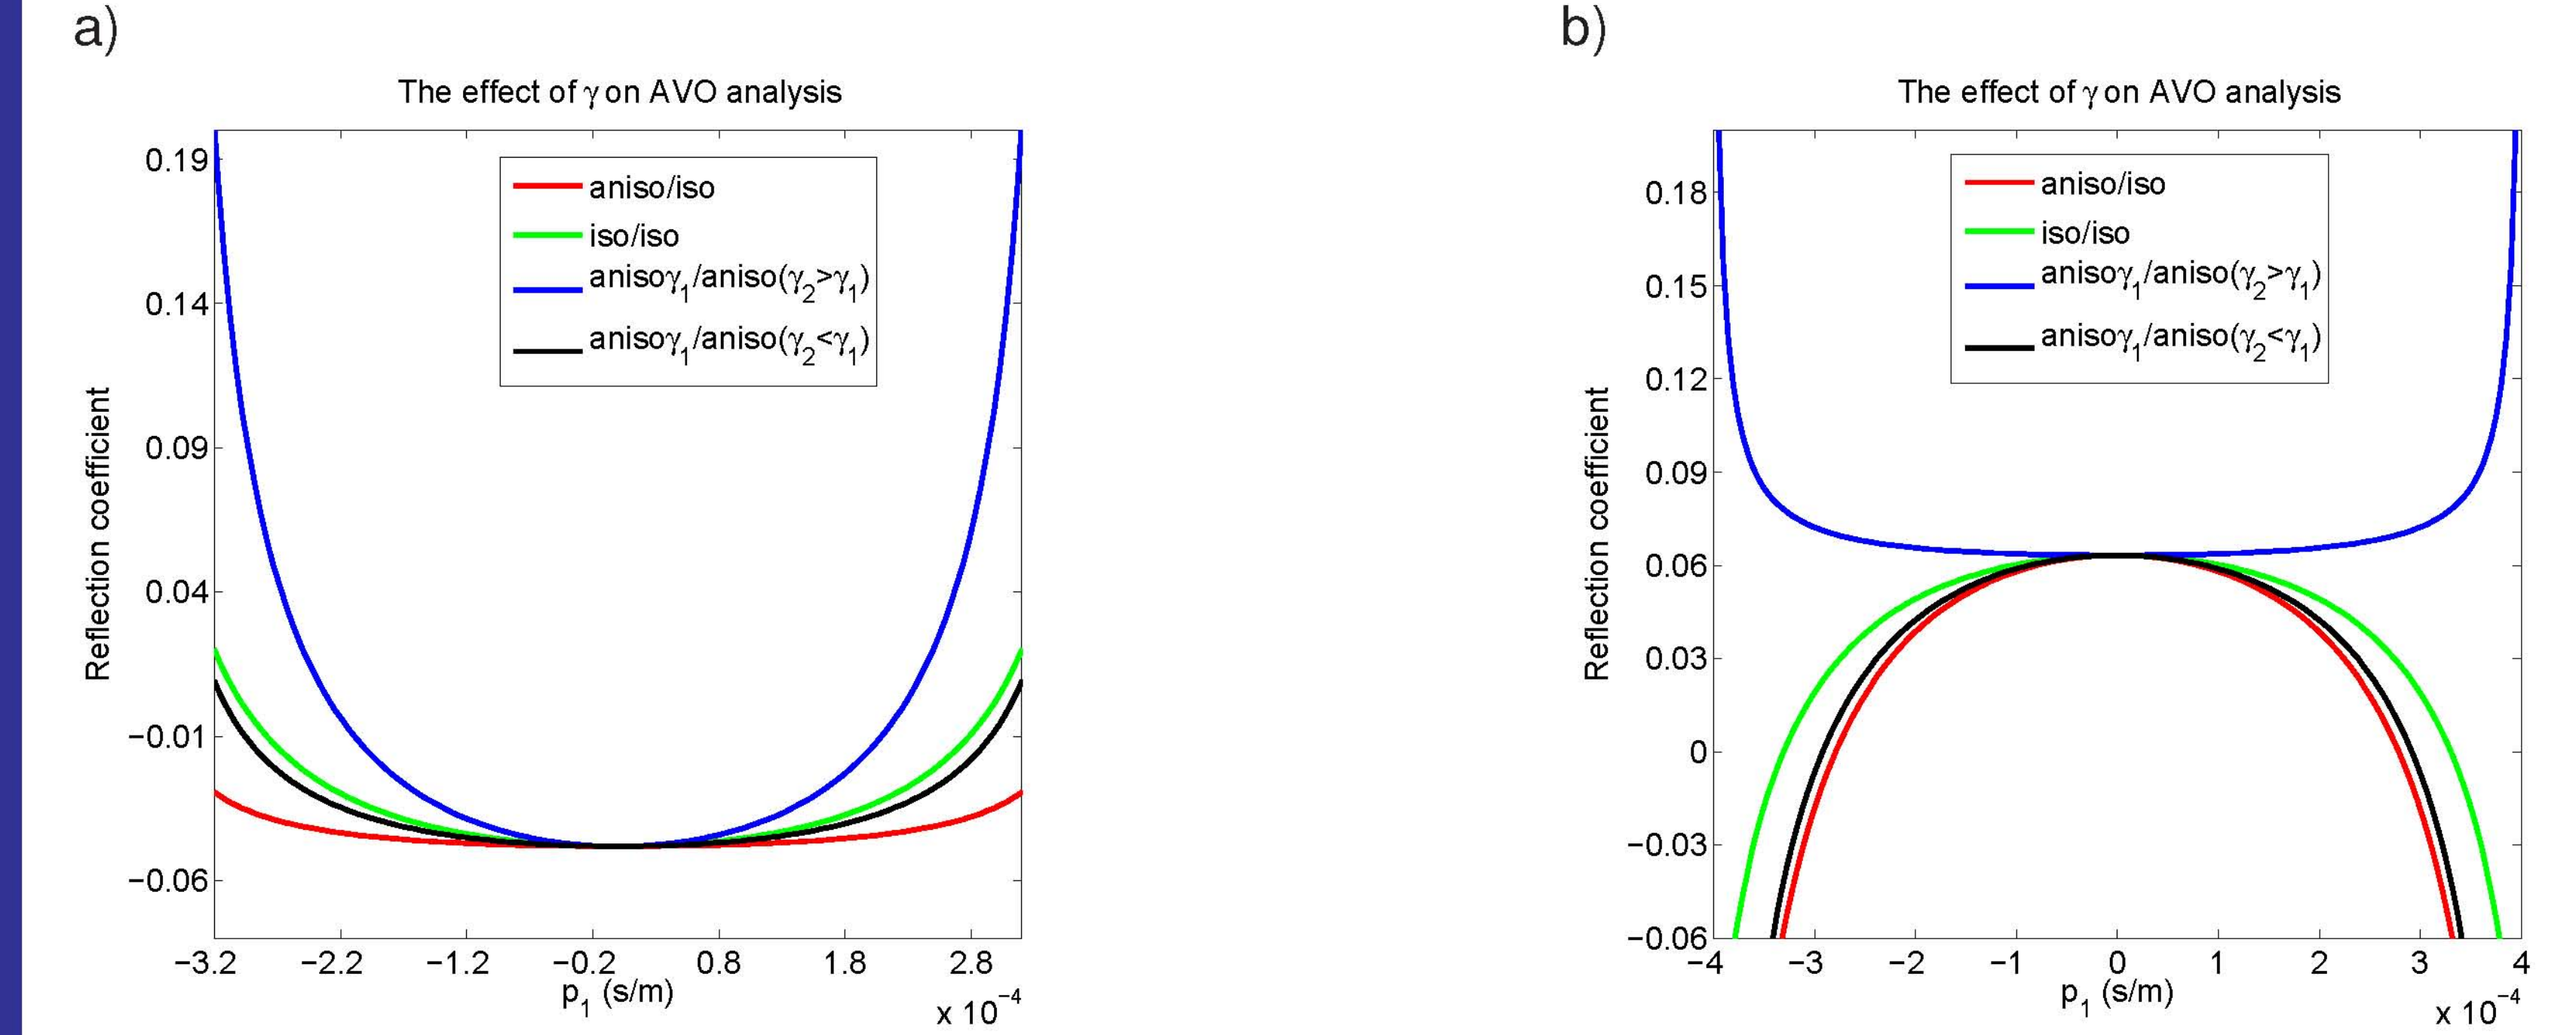 a)
The effect of γ on AVO analysis
aniso/iso
iso/iso
anisoγ1/aniso(γ2>γ1)
anisoγ1/aniso(γ2<γ1)
Reflection coefficient
0.19
0.14
0.09
0.04
−0.01
−0.06
−3.2 −2.2 −1.2 −0.2 0.8 1.8 2.8
p1 (s/m)
x 10−4
b)
The effect of γ on AVO analysis
aniso/iso
iso/iso
anisoγ1/aniso(γ2>γ1)
anisoγ1/aniso(γ2<γ1)
Reflection coefficient
0.18
0.15
0.12
0.09
0.06
0.03
0
−0.03
−0.06
−4 −3 −2 −1 0 1 2 3 4
p1 (s/m)
x 10−4